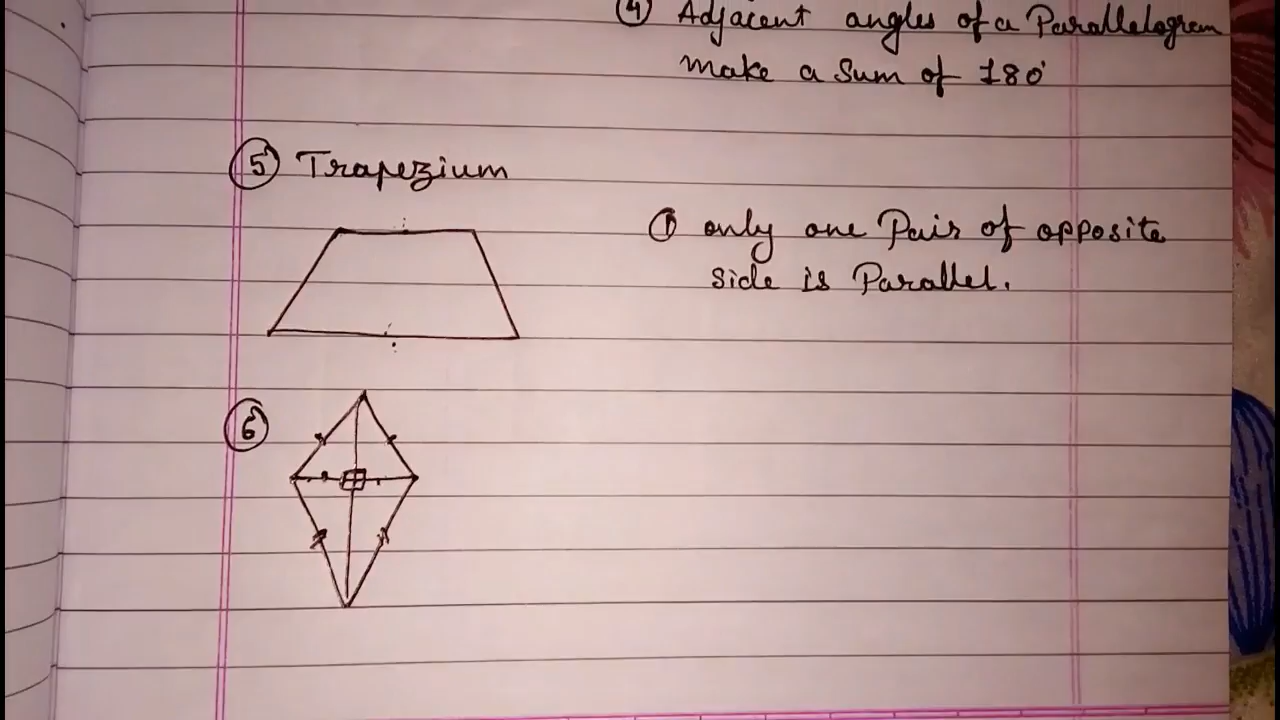 ④ Adjacent angles of a Parallelogram
make a Sum of 180°
⑤ Trapezium
① only one Pair of opposite
side is Parallel.
⑥